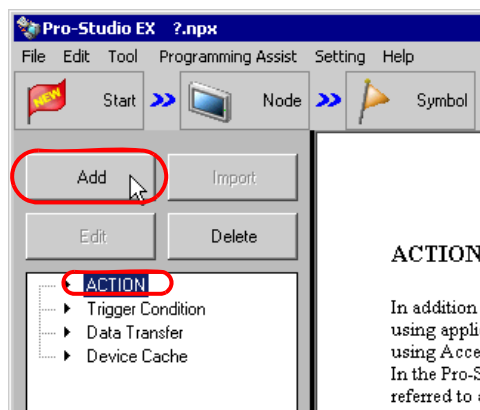 Pro-Studio EX ?.npx
File Edit Tool Programming Assist Setting Help
NEW Start Node Symbol
Add Import
Edit Delete
ACTION
Trigger Condition
Data Transfer
Device Cache
ACTION
In addition
using appli
using Acce
In the Pro-S
referred to